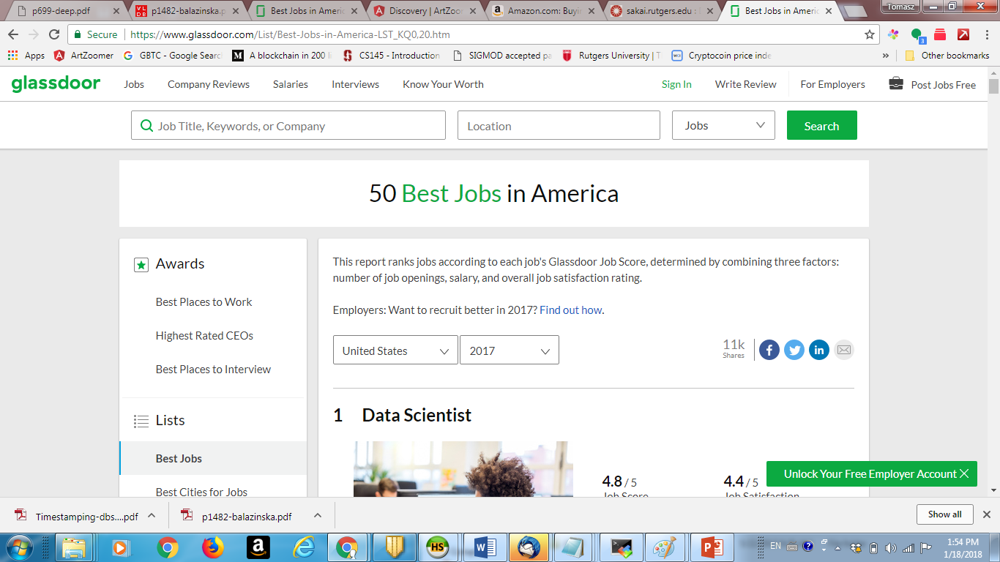 p699-deep.pdf
p1482-balazinska.p
Best Jobs in Americ
Discovery | ArtZoo
Amazon.com: Buyi
sakai.rutgers.edu :
Best Jobs in Americ
Tomasz
Secure
https://www.glassdoor.com/List/Best-Jobs-in-America-LST_KQ0,20.htm
3
Apps
ArtZoomer
GBTC - Google Searc
A blockchain in 200 li
CS145 - Introduction
SIGMOD accepted pa
Rutgers University | T
Cryptocoin price inde
»
Other bookmarks
glassdoor
Jobs
Company Reviews
Salaries
Interviews
Know Your Worth
Sign In
Write Review
For Employers
Post Jobs Free
Job Title, Keywords, or Company
Location
Jobs
Search
50 Best Jobs in America
Awards
Best Places to Work
Highest Rated CEOs
Best Places to Interview
Lists
Best Jobs
Best Cities for Jobs
This report ranks jobs according to each job's Glassdoor Job Score, determined by combining three factors:
number of job openings, salary, and overall job satisfaction rating.
Employers: Want to recruit better in 2017? Find out how.
United States
2017
11k
Shares
1 Data Scientist
4.8 / 5
Job Score
4.4 / 5
Job Satisfaction
Unlock Your Free Employer Account
Timestamping-dbs....pdf
p1482-balazinska.pdf
Show all
HS
EN
1:54 PM
1/18/2018